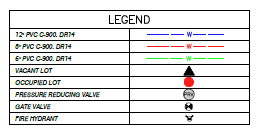 LEGEND
12" PVC C-900, DR14 W
8" PVC C-900, DR14 W
6" PVC C-900, DR14 W
VACANT LOT
OCCUPIED LOT
PRESSURE REDUCING VALVE
GATE VALVE
FIRE HYDRANT